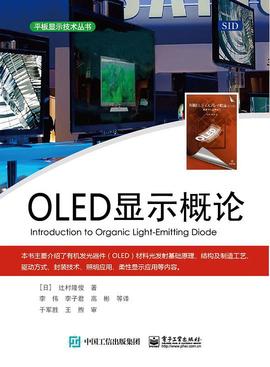 平板显示技术丛书
SID
OLED显示概论
Introduction to Organic Light-Emitting Diode
本书主要介绍了有机发光器件（OLED）材料光发射基础原理、结构及制造工艺、
驱动方式、封装技术、照明应用、柔性显示应用等内容。
［日］ 辻村隆俊 著
李 伟 李子君 高 彬 等译
于军胜 王 煦 审
中国工信出版集团
电子工业出版社